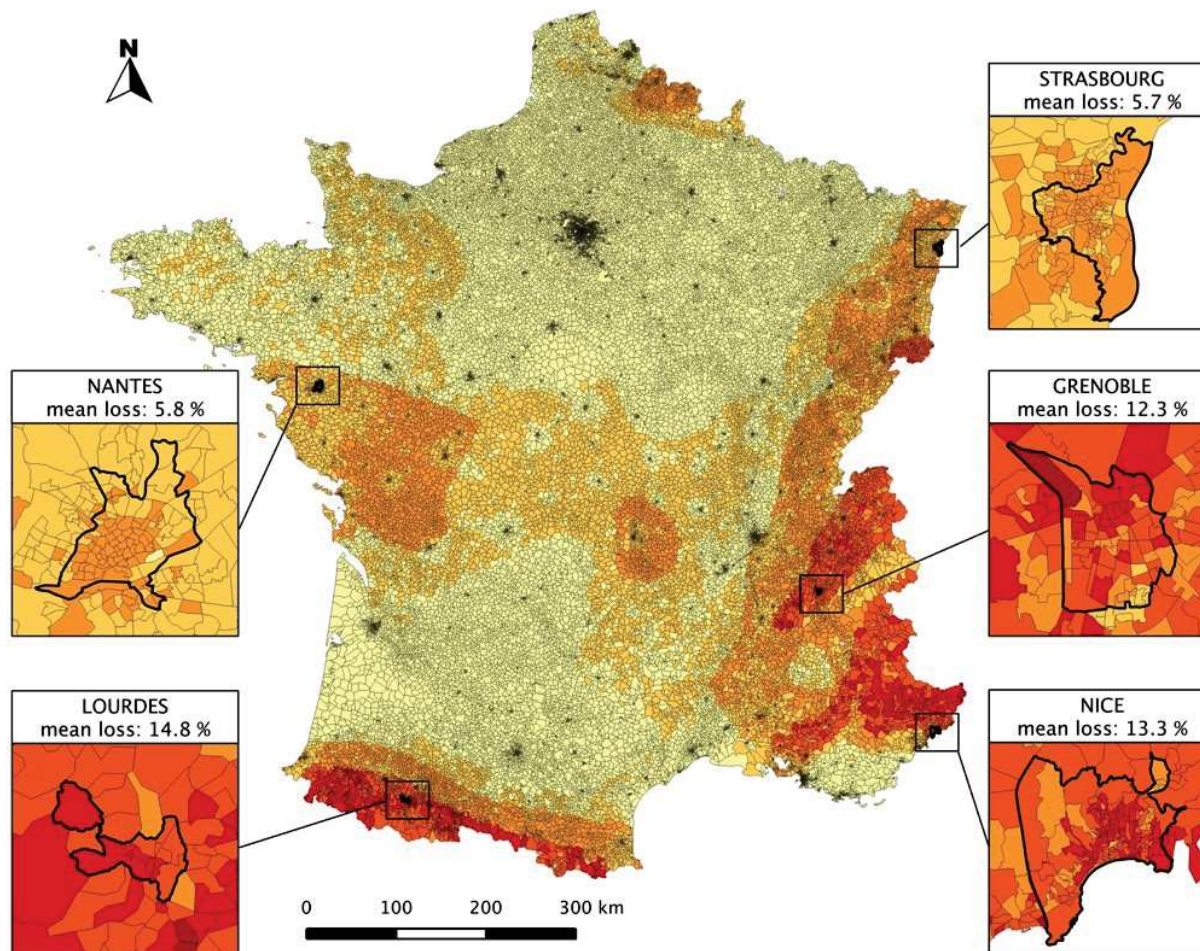 N
STRASBOURG
mean loss: 5.7 %
NANTES
mean loss: 5.8 %
GRENOBLE
mean loss: 12.3 %
LOURDES
mean loss: 14.8 %
NICE
mean loss: 13.3 %
0 100 200 300 km